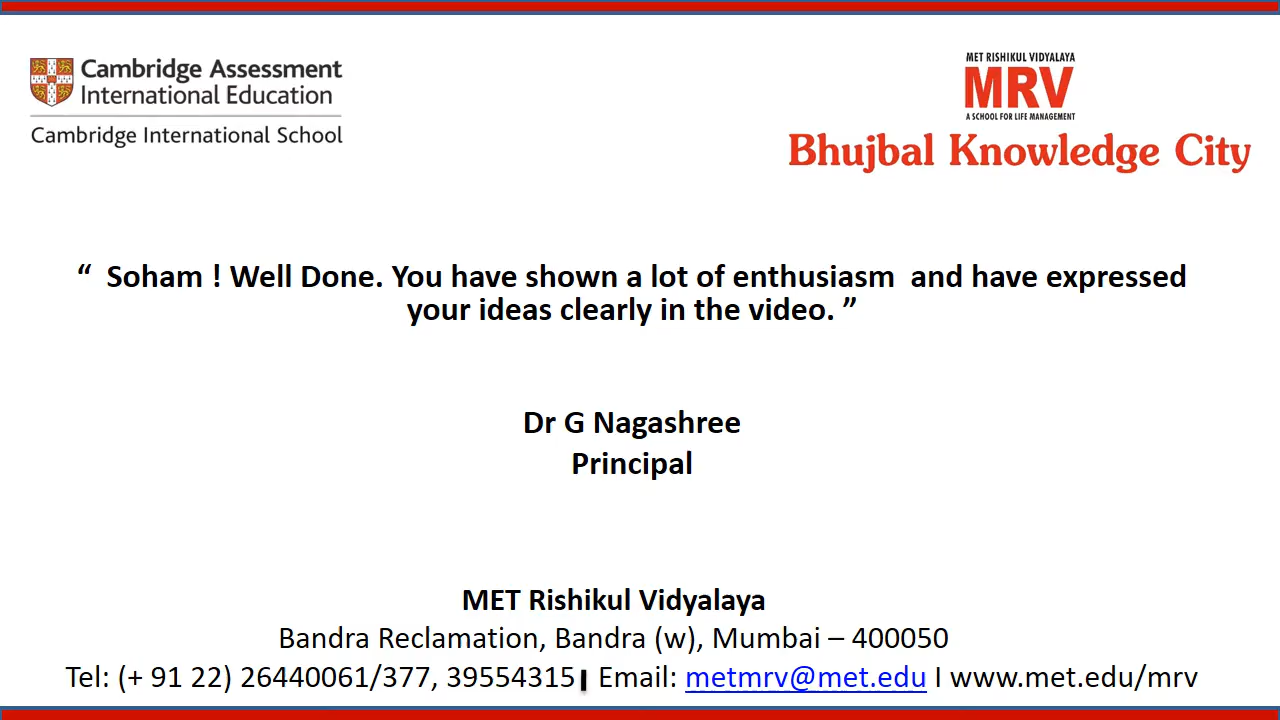 Cambridge Assessment
International Education
Cambridge International School
MET RISHIKUL VIDYALAYA
MRV
A SCHOOL FOR LIFE MANAGEMENT
Bhujbal Knowledge City
“ Soham ! Well Done. You have shown a lot of enthusiasm and have expressed
your ideas clearly in the video. ”
Dr G Nagashree
Principal
MET Rishikul Vidyalaya
Bandra Reclamation, Bandra (w), Mumbai – 400050
Tel: (+ 91 22) 26440061/377, 39554315❙ Email: metmrv@met.edu I www.met.edu/mrv